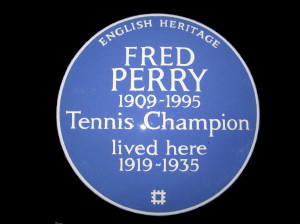 ENGLISH HERITAGE
FRED
PERRY
1909-1995
Tennis Champion
lived here
1919-1935